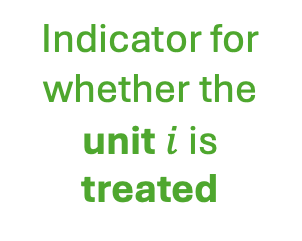 Indicator for
whether the
unit i is
treated